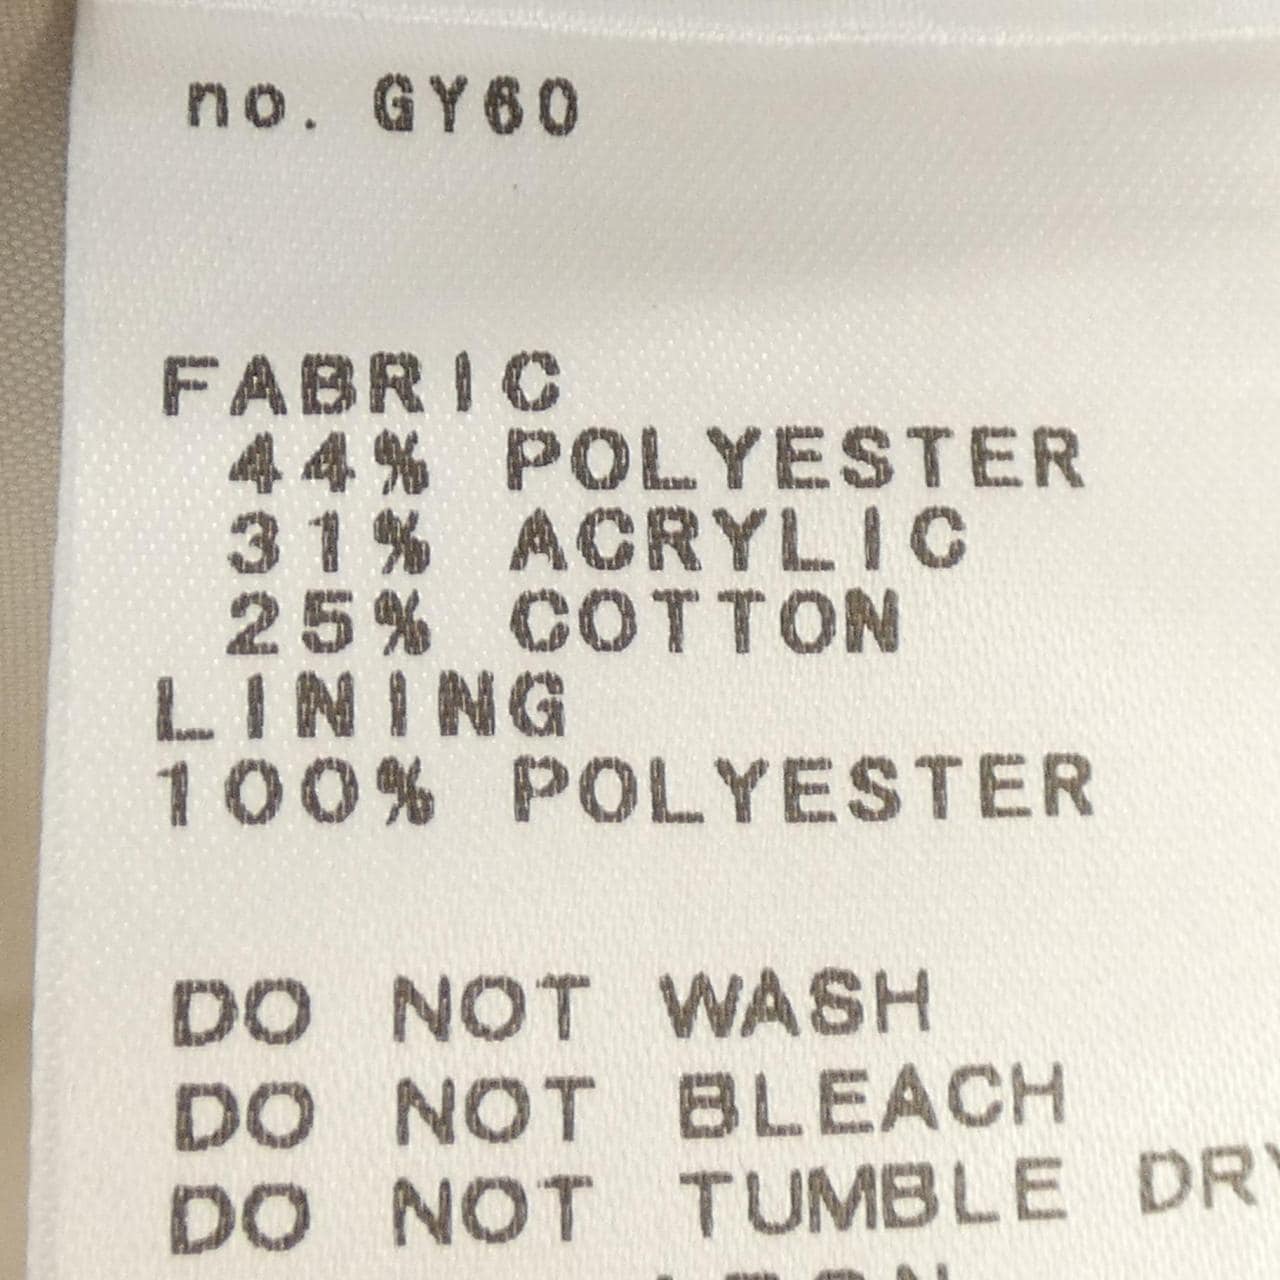 no. GY60
FABRIC
44% POLYESTER
31% ACRYLIC
25% COTTON
LINING
100% POLYESTER
DO NOT WASH
DO NOT BLEACH
DO NOT TUMBLE DRY